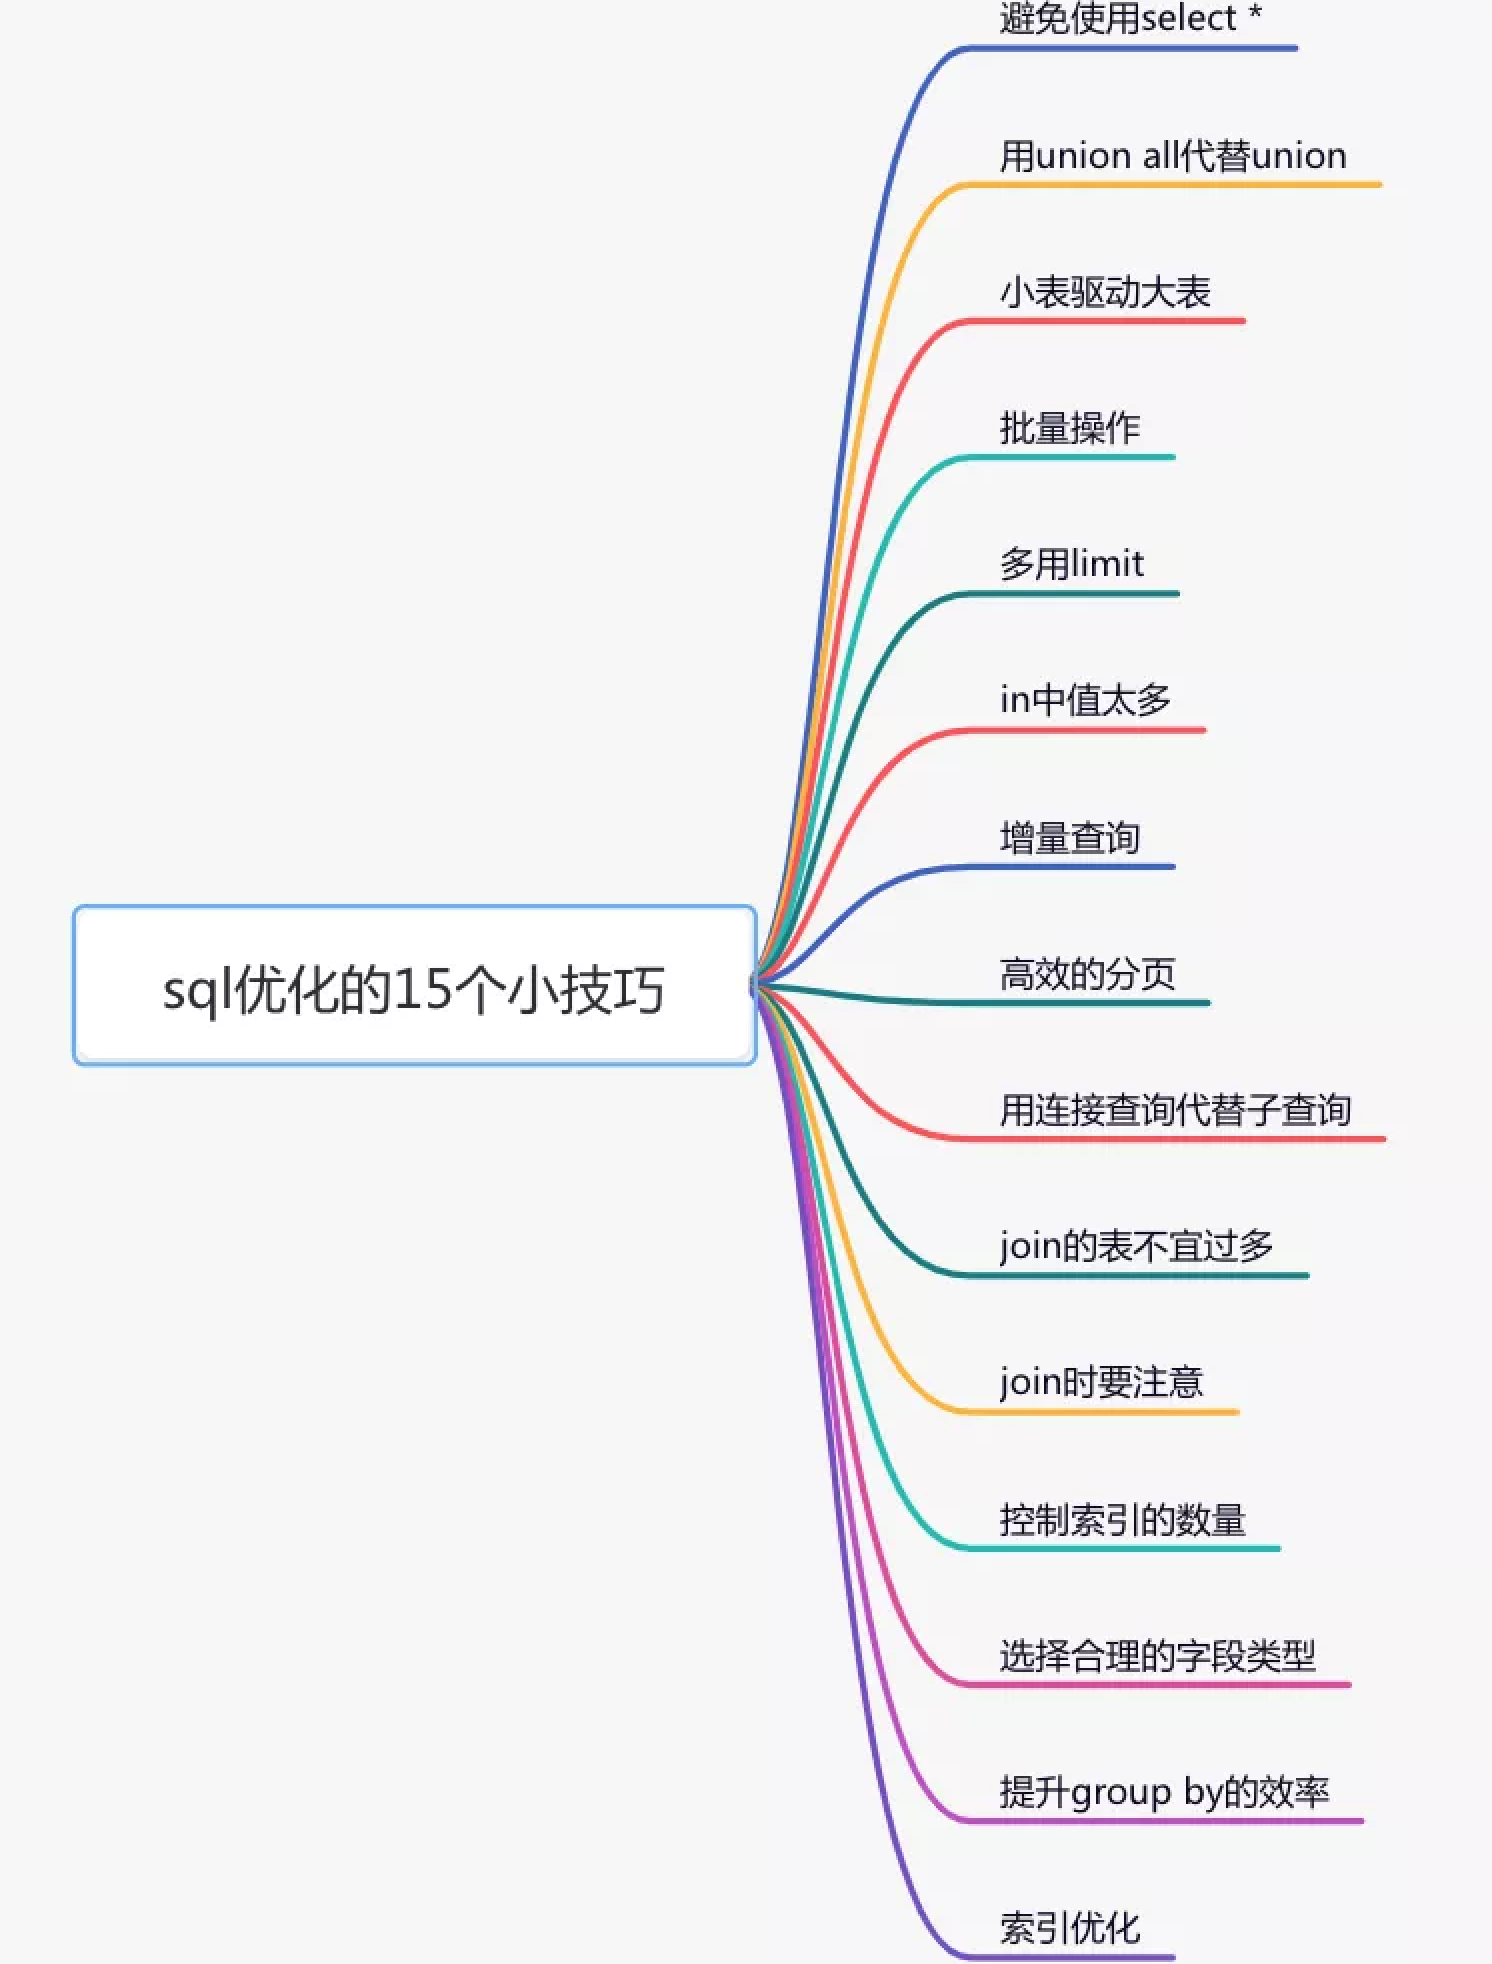 避免使用select *
用union all代替union
小表驱动大表
批量操作
多用limit
in中值太多
增量查询
sql优化的15个小技巧
高效的分页
用连接查询代替子查询
join的表不宜过多
join时要注意
控制索引的数量
选择合理的字段类型
提升group by的效率
索引优化